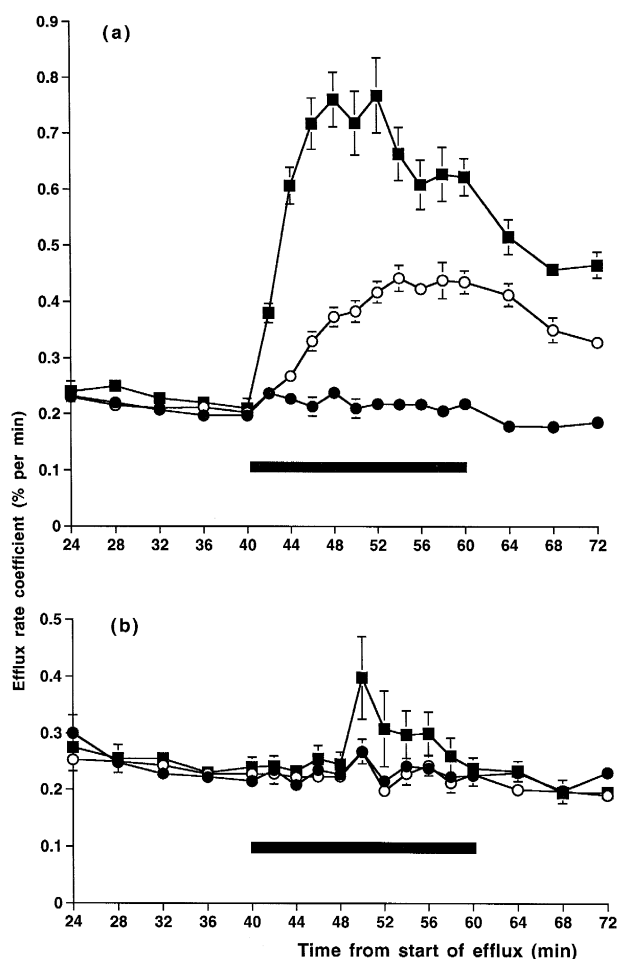 (a)
0.9
0.8
0.7
0.6
0.5
0.4
0.3
0.2
0.1
0
24 28 32 36 40 44 48 52 56 60 64 68 72
Efflux rate coefficient (% per min)
(b)
0.5
0.4
0.3
0.2
0.1
0
24 28 32 36 40 44 48 52 56 60 64 68 72
Time from start of efflux (min)